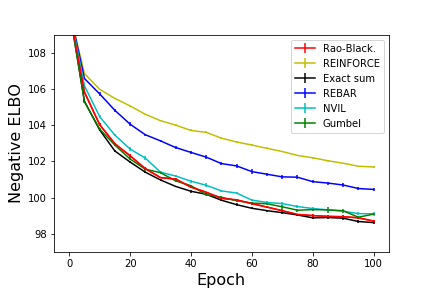 108
106
104
102
100
98
Negative ELBO
0
20
40
60
80
100
Epoch
Rao-Black.
REINFORCE
Exact sum
REBAR
NVIL
Gumbel